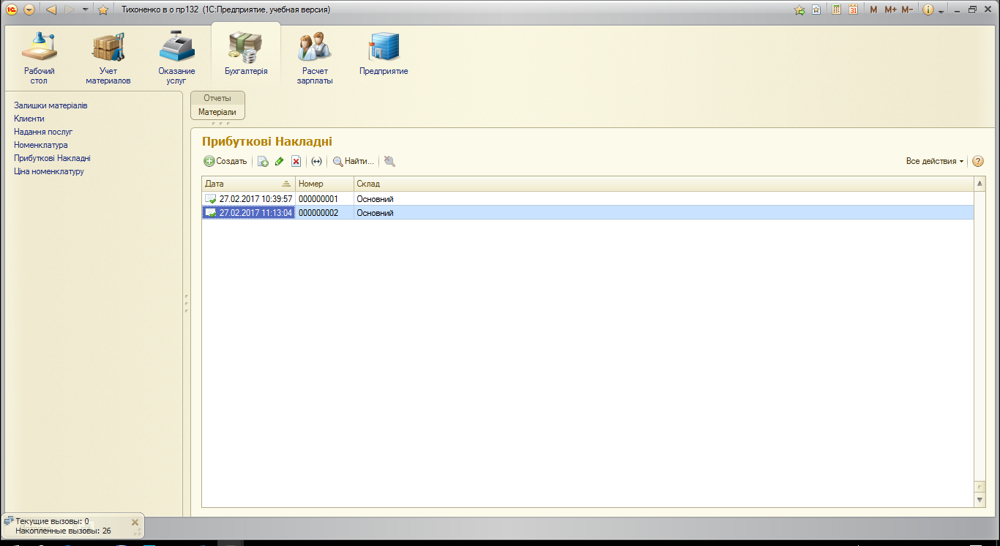 Тихоненко в о пр132 (1С:Предприятие, учебная версия)
M M+ M-
Рабочий
стол
Учет
материалов
Оказание
услуг
Бухгалтерія
Расчет
зарплаты
Предприятие
Залишки матеріалів
Клиєнти
Надання послуг
Номенклатура
Прибуткові Накладні
Ціна номенклатуру
Отчеты
Матеріали
Прибуткові Накладні
Создать
Найти...
Все действия
Дата Номер Склад
27.02.2017 10:39:57 000000001 Основний
27.02.2017 11:13:04 000000002 Основний
Текущие вызовы: 0
Накопленные вызовы: 26